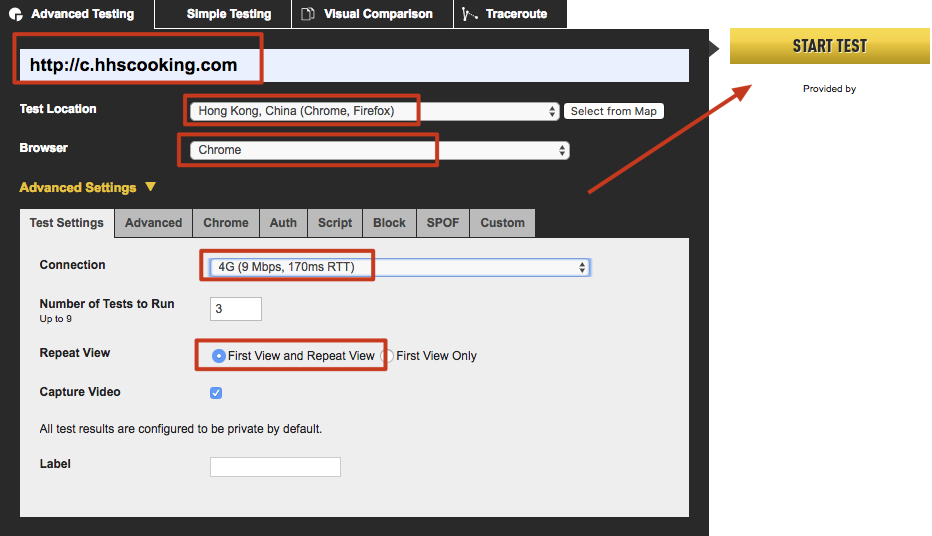 Advanced Testing Simple Testing Visual Comparison Traceroute
http://c.hhscooking.com
START TEST
Provided by
Test Location Hong Kong, China (Chrome, Firefox) Select from Map
Browser Chrome
Advanced Settings ▼
Test Settings Advanced Chrome Auth Script Block SPOF Custom
Connection 4G (9 Mbps, 170ms RTT)
Number of Tests to Run 3
Up to 9
Repeat View First View and Repeat View First View Only
Capture Video
All test results are configured to be private by default.
Label